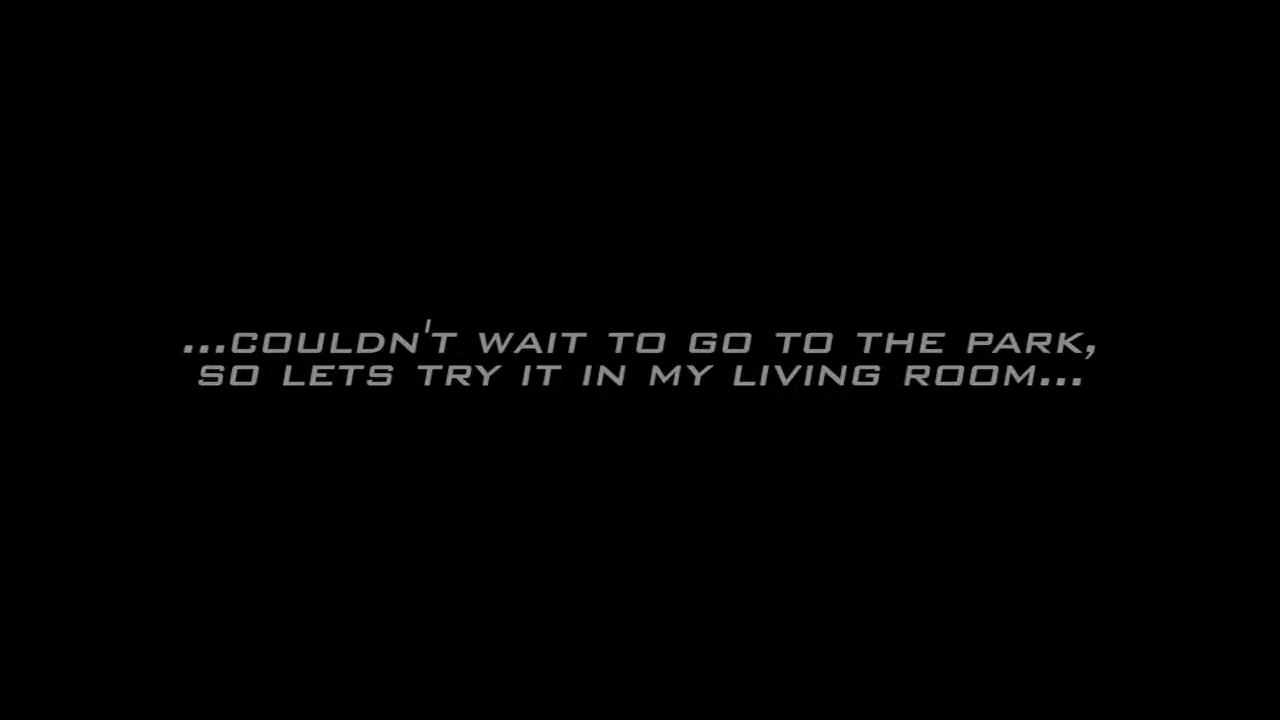 ...COULDN'T WAIT TO GO TO THE PARK,
SO LETS TRY IT IN MY LIVING ROOM...